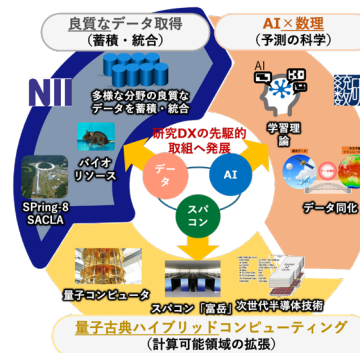 良質なデータ取得
（蓄積・統合）
AI×数理
（予測の科学）
NII
多様な分野の良質な
データを蓄積・統合
AI
統
数
学習理
論
研究DXの先駆的
取組へ発展
バイオ
リソース
デー
タ
AI
スパ
コン
SPring-8
SACLA
データ同化
量子コンピュータ
スパコン「富岳」
次世代半導体技術
量子古典ハイブリッドコンピューティング
（計算可能領域の拡張）